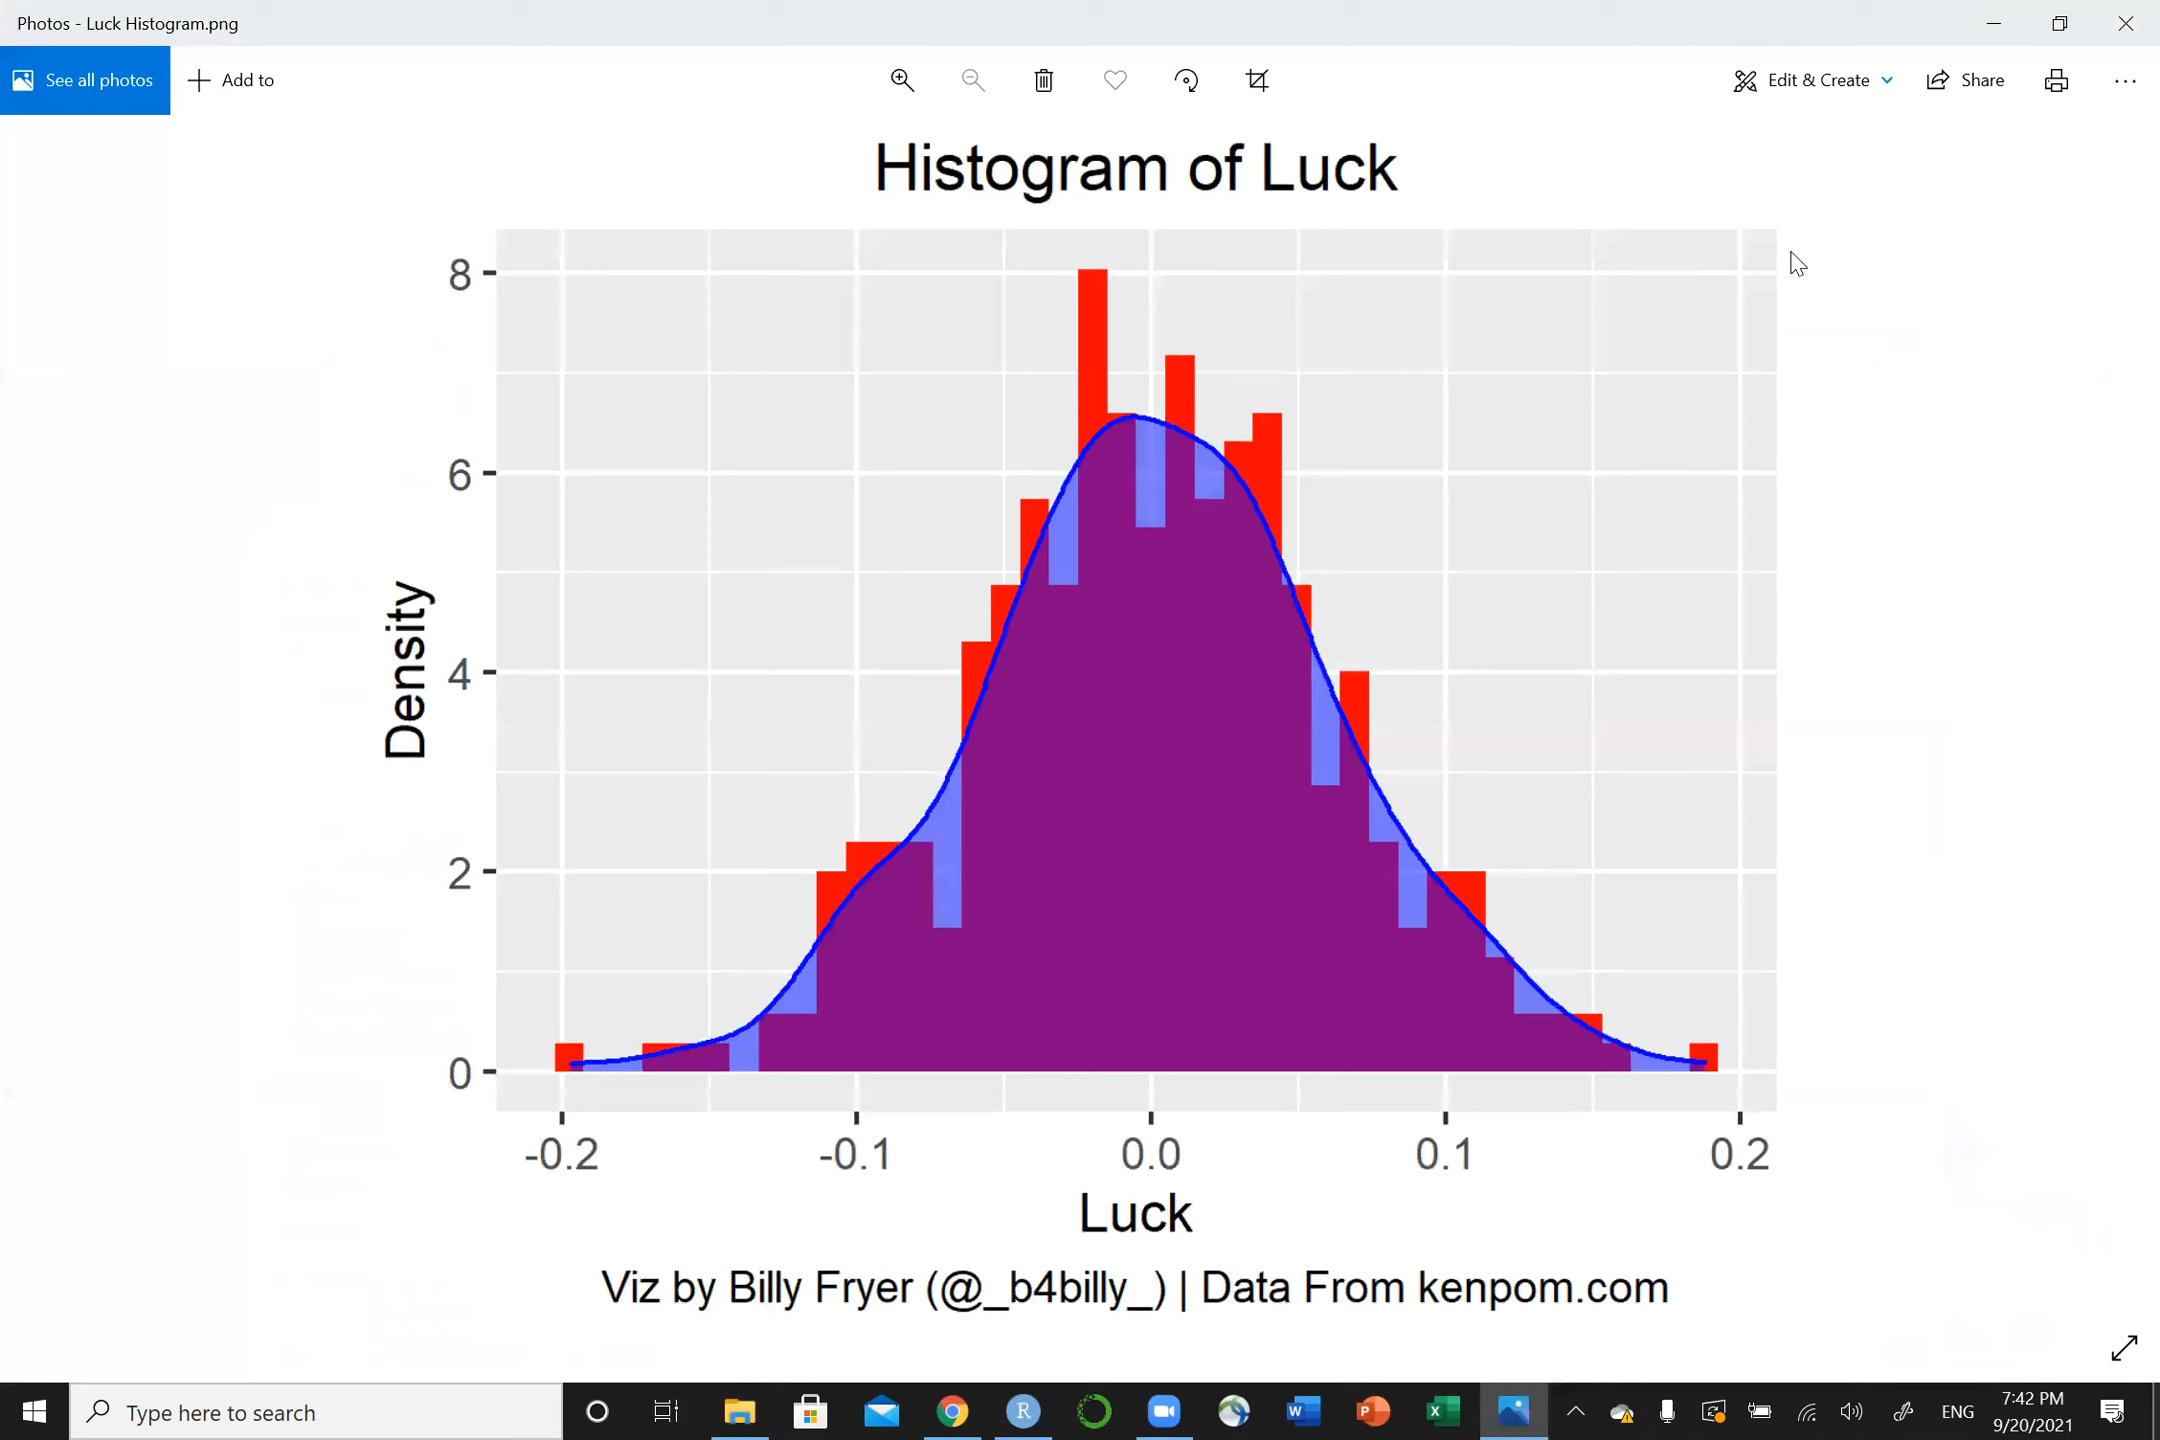 Photos - Luck Histogram.png
See all photos
Add to
Edit & Create
Share
Histogram of Luck
8
6
4
2
0
Density
-0.2
-0.1
0.0
0.1
0.2
Luck
Viz by Billy Fryer (@_b4billy_) | Data From kenpom.com
Type here to search
R
W
P
X
ENG
7:42 PM
9/20/2021